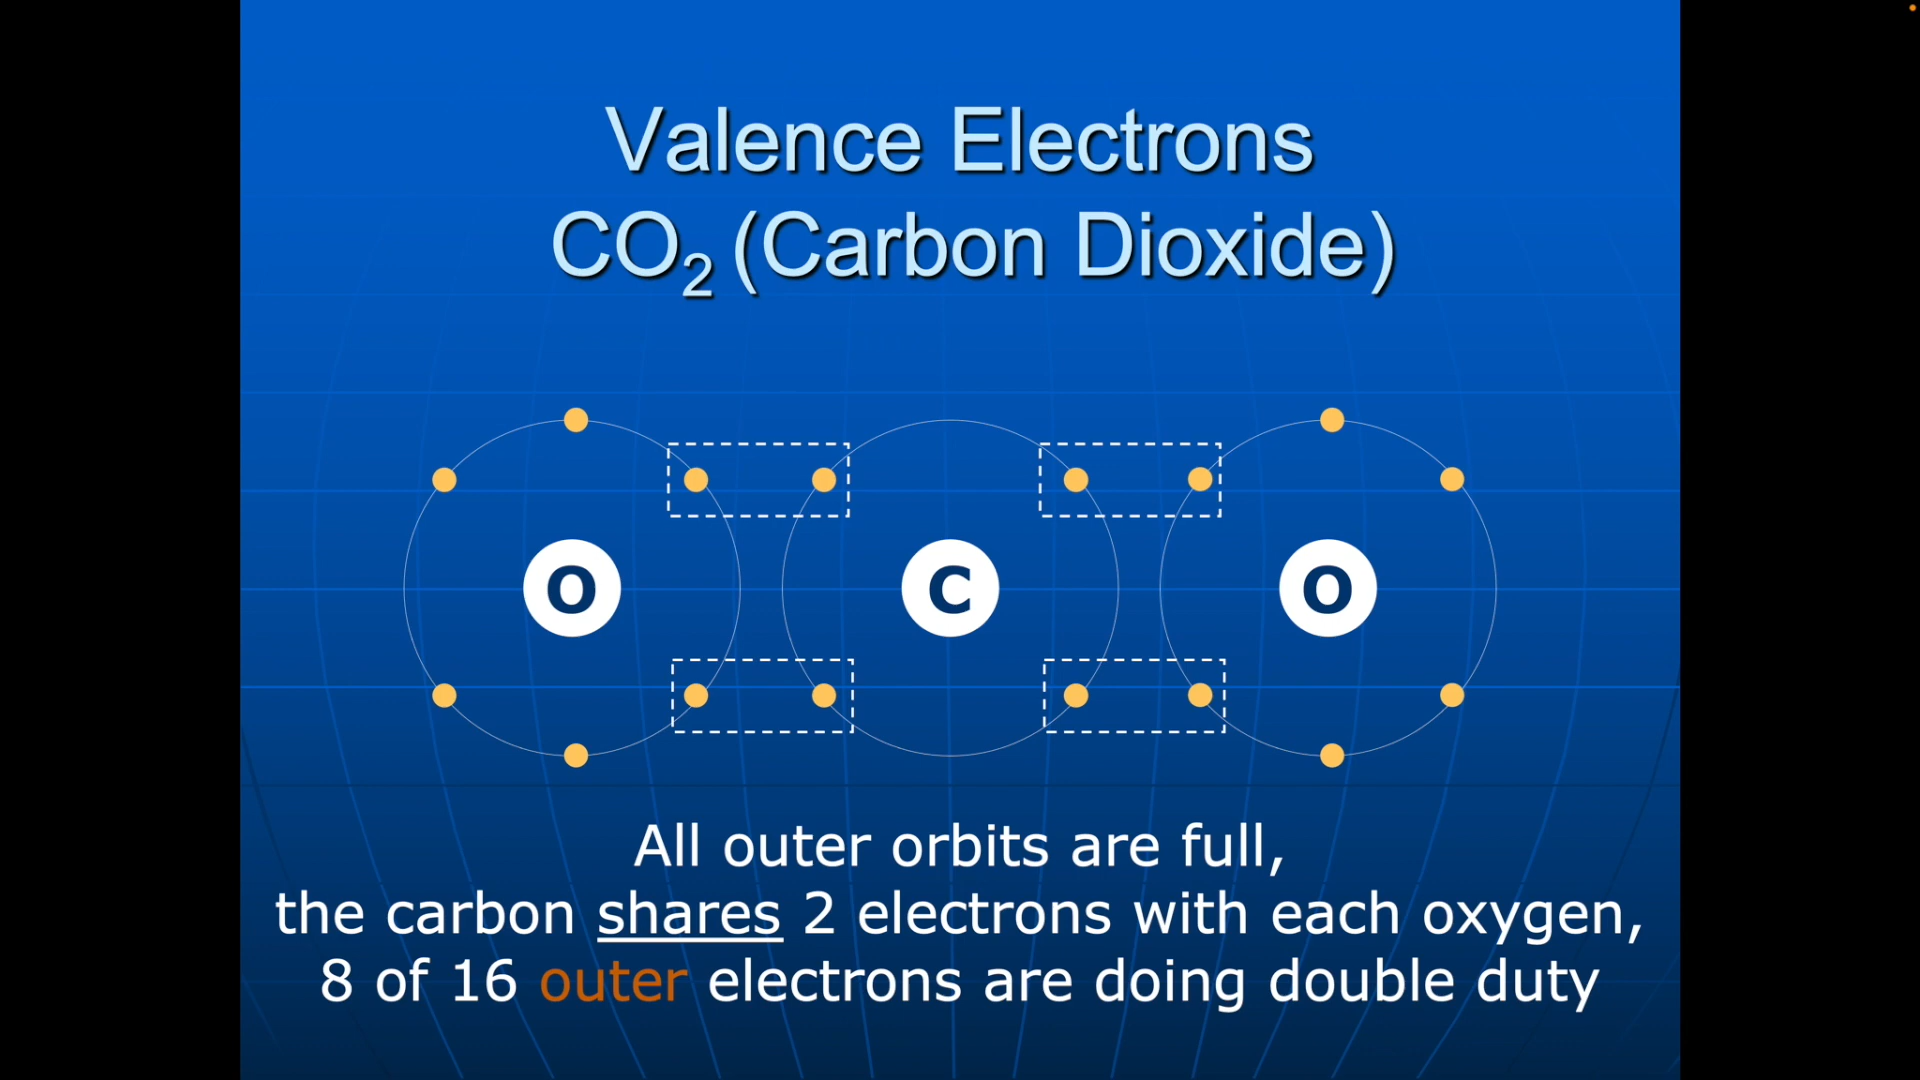 Valence Electrons
CO₂ (Carbon Dioxide)
O C O
All outer orbits are full,
the carbon shares 2 electrons with each oxygen,
8 of 16 outer electrons are doing double duty